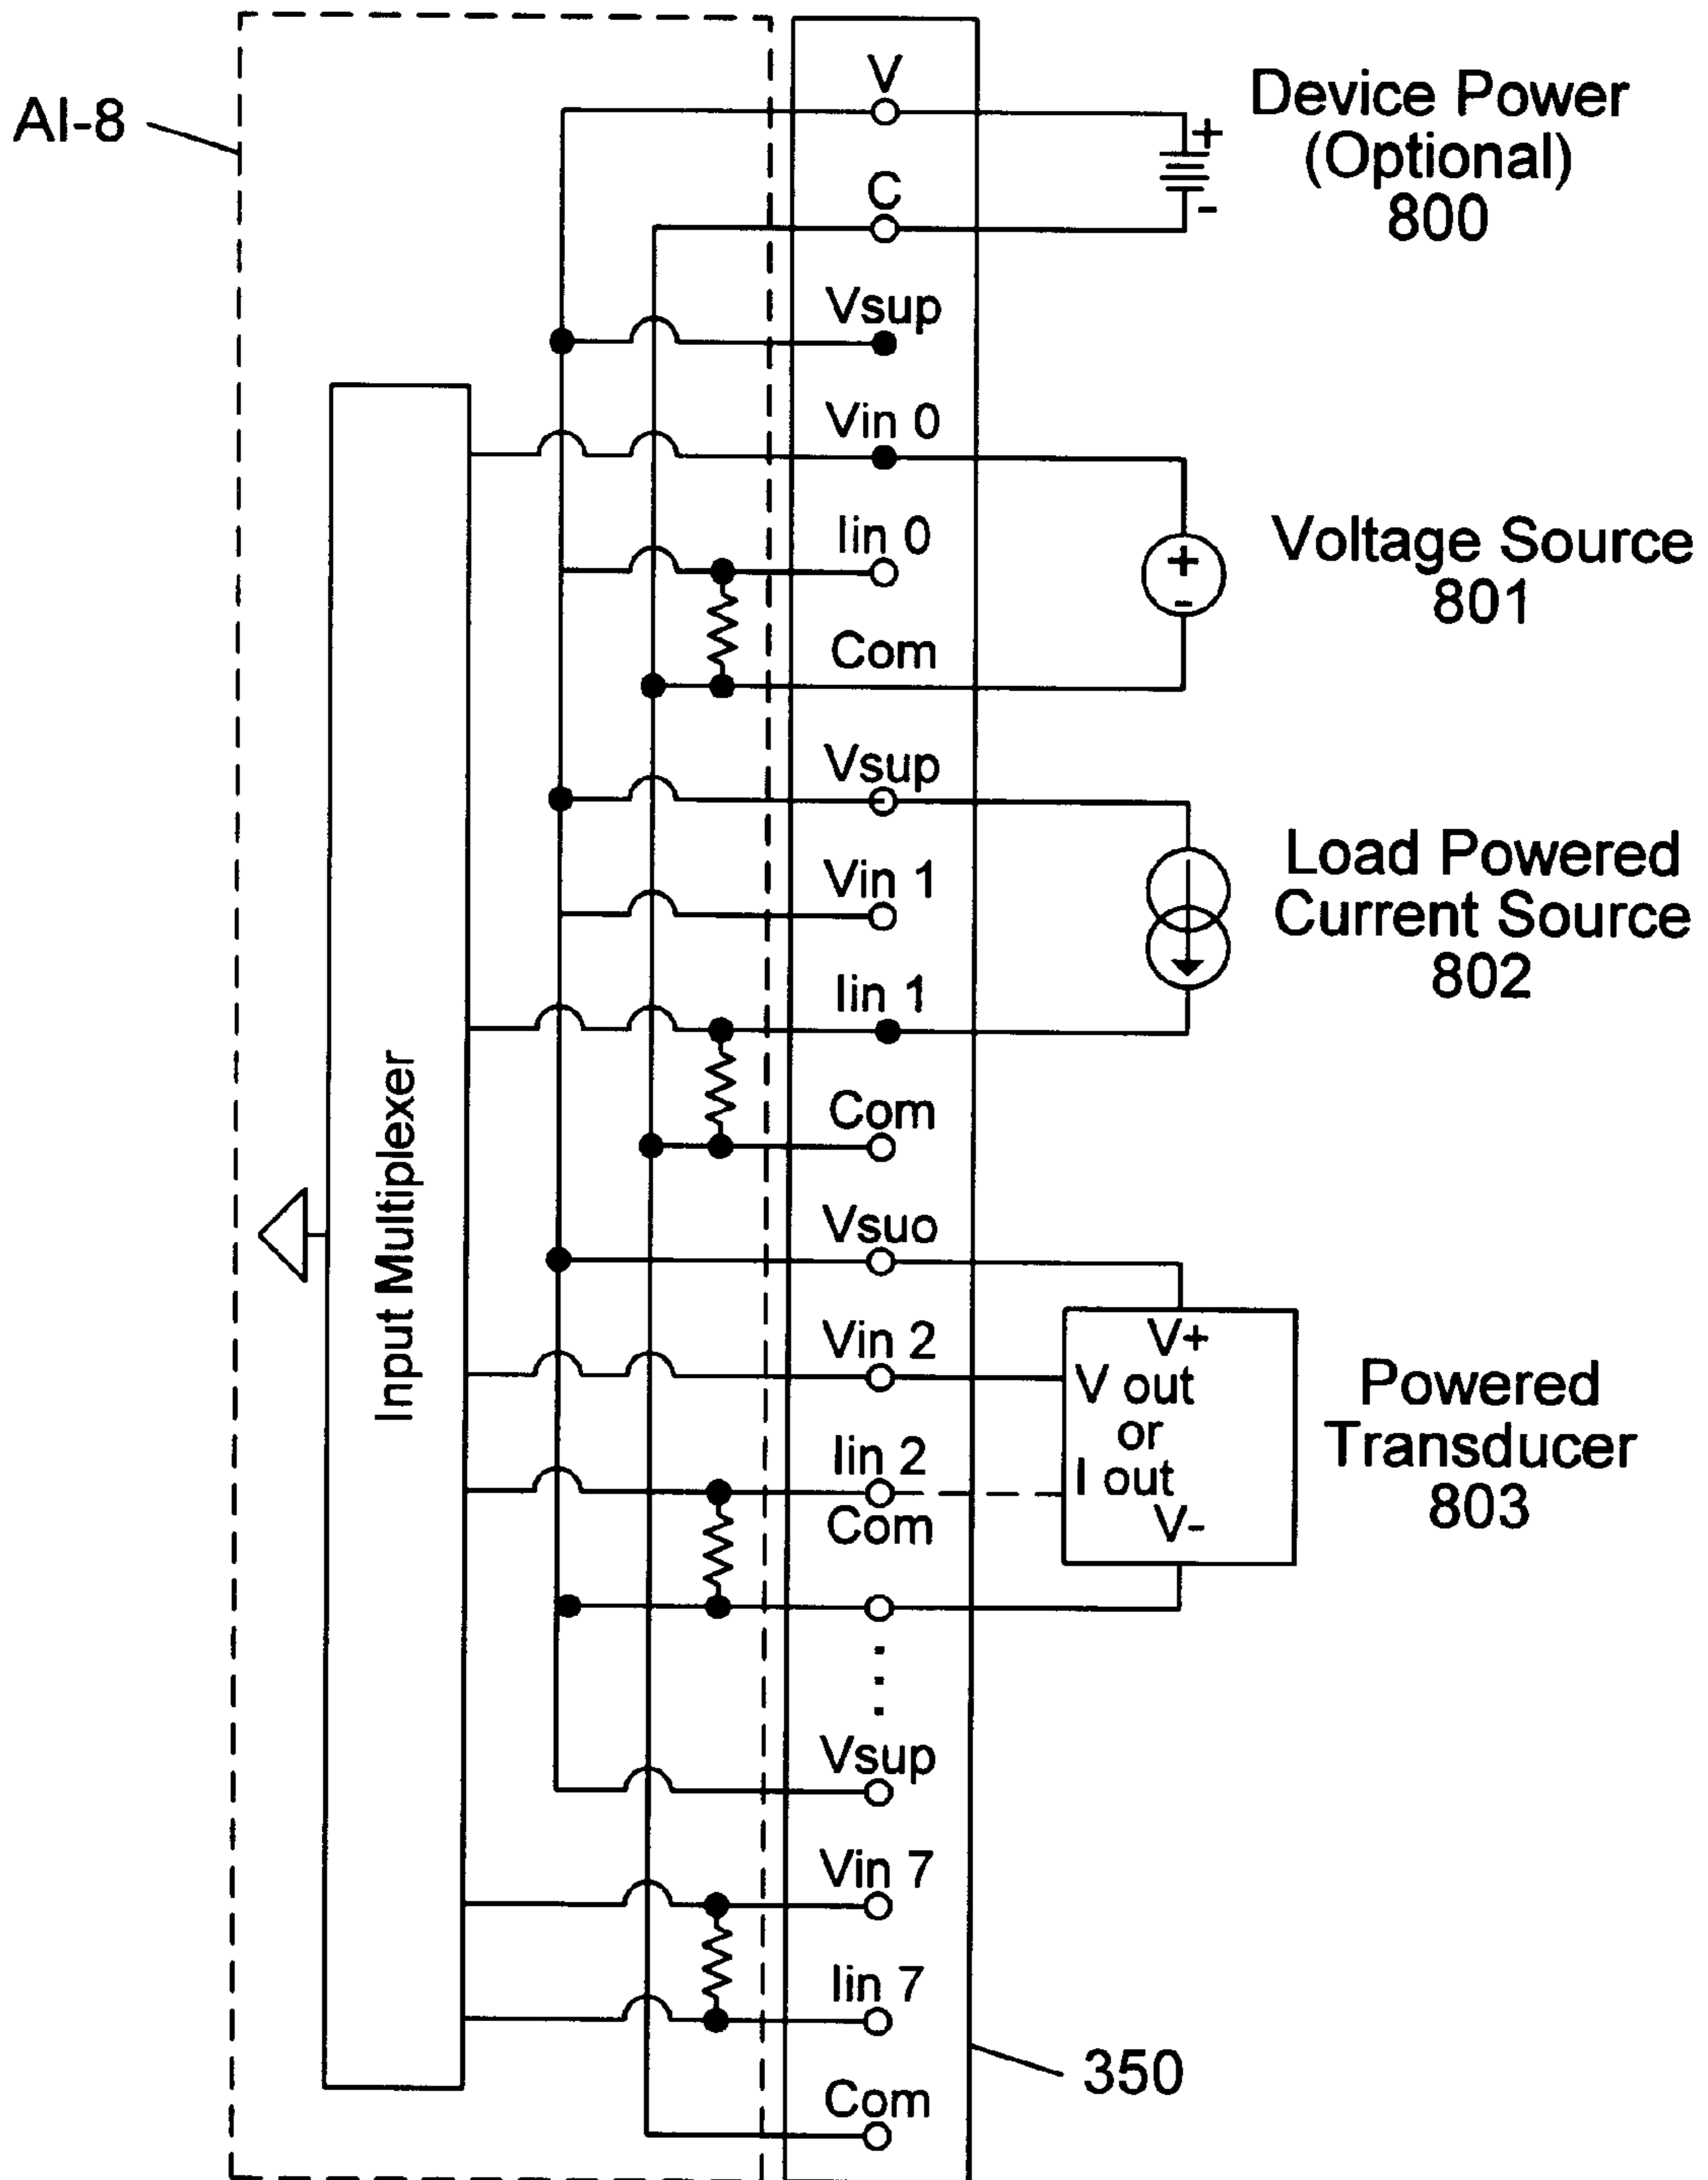 AI-8
V
+
Device Power
(Optional)
800
C
-
Vsup
Vin 0
Iin 0
+
-
Voltage Source
801
Com
Vsup
Vin 1
Load Powered
Current Source
802
Iin 1
Com
Input Multiplexer
Vsuo
Vin 2
V+
V out
or
I out
V-
Powered
Transducer
803
Iin 2
Com
Vsup
Vin 7
Iin 7
350
Com